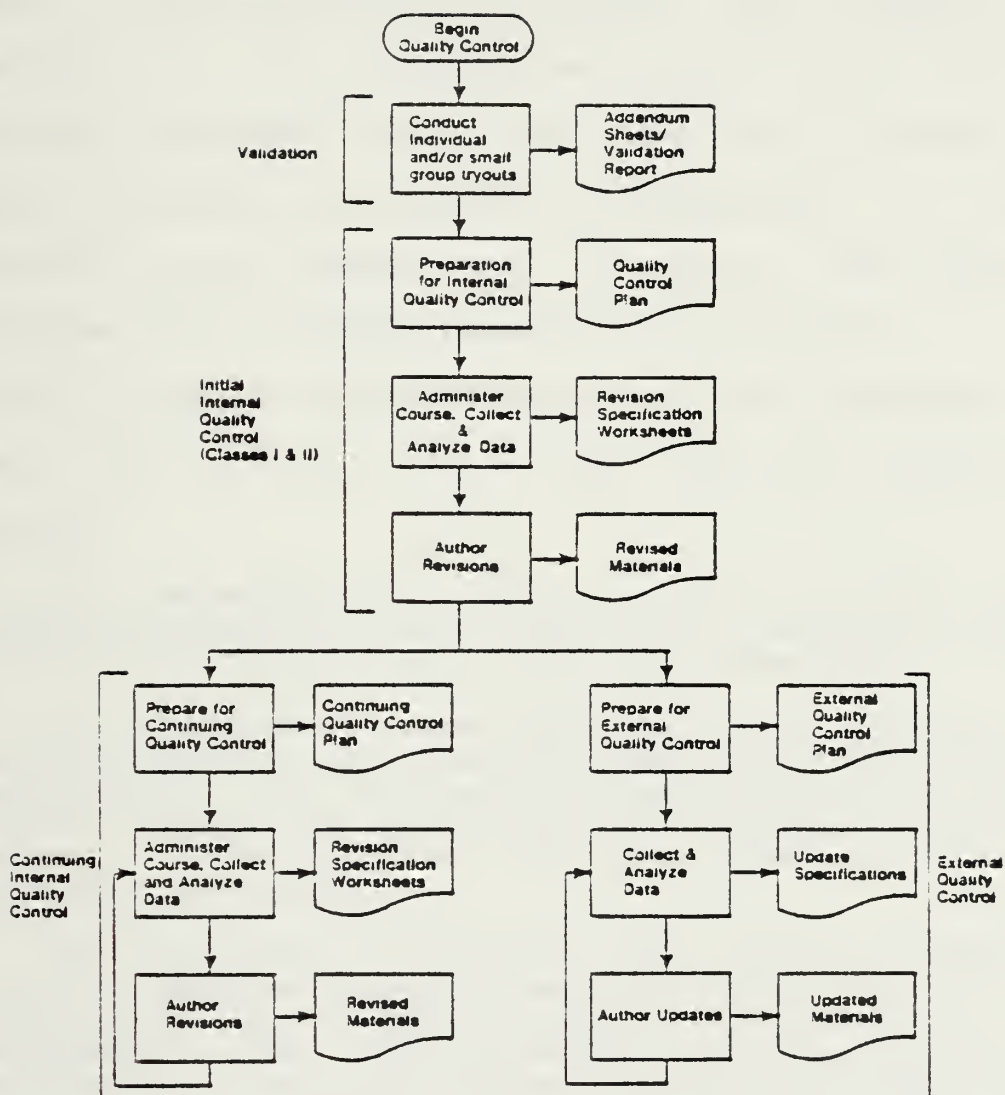 Begin
Quality Control
Validation
Conduct
Individual
and/or small
group tryouts
Addendum
Sheets/
Validation
Report
Initial
Internal
Quality
Control
(Classes I & II)
Preparation
for Internal
Quality Control
Quality
Control
Plan
Administer
Course, Collect
&
Analyze Data
Revision
Specification
Worksheets
Author
Revisions
Revised
Materials
Continuing
Internal
Quality
Control
Prepare for
Continuing
Quality Control
Continuing
Quality Control
Plan
Administer
Course, Collect
and Analyze
Data
Revision
Specification
Worksheets
Author
Revisions
Revised
Materials
Prepare for
External
Quality Control
External
Quality
Control
Plan
Collect &
Analyze
Data
Update
Specifications
Author Updates
Updated
Materials
External
Quality
Control